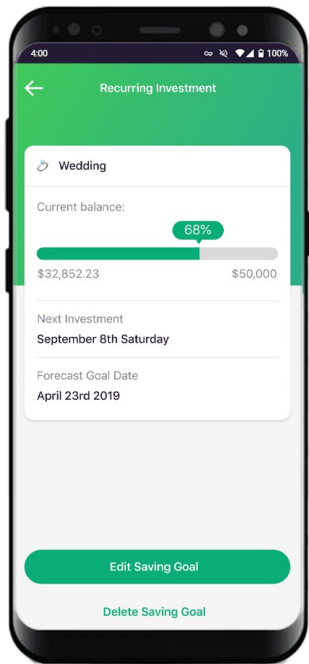 4:00
100%
Recurring Investment
Wedding
Current balance:
68%
$32,852.23 $50,000
Next Investment
September 8th Saturday
Forecast Goal Date
April 23rd 2019
Edit Saving Goal
Delete Saving Goal